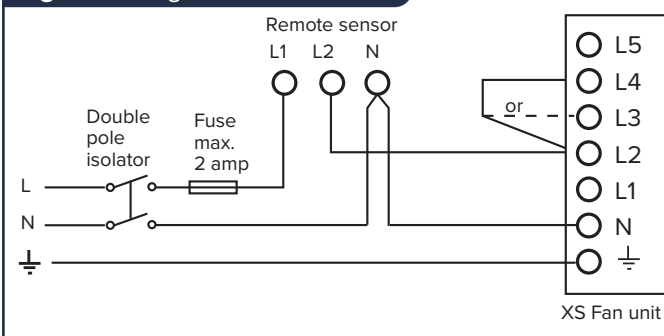 Remote sensor
L1 L2 N
Double
pole
isolator
Fuse
max.
2 amp
L
N
or
L5
L4
L3
L2
L1
N
XS Fan unit